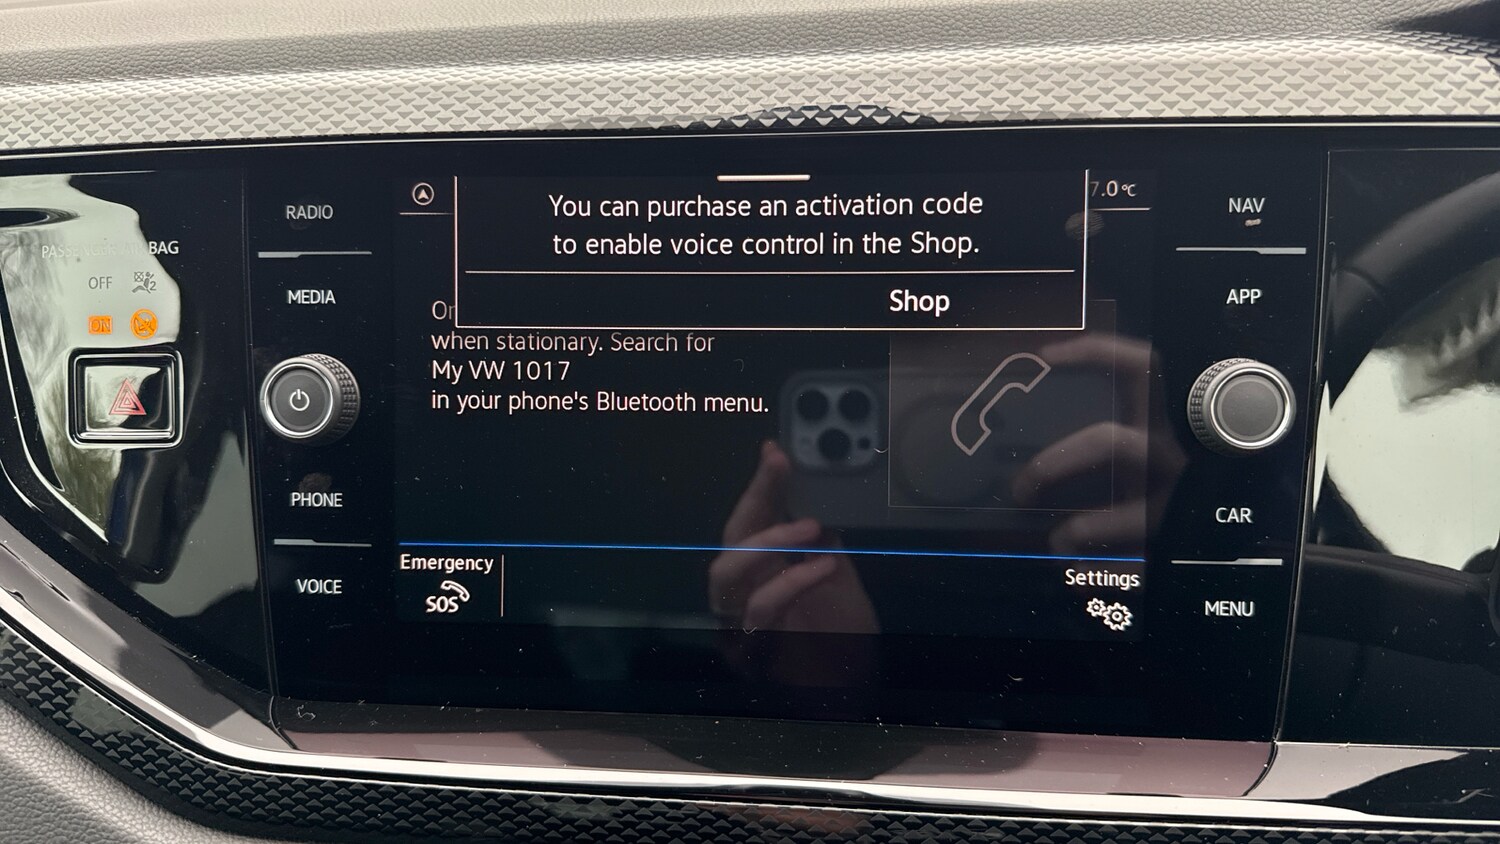 RADIO
MEDIA
PHONE
VOICE
BAG
OFF
2
ON
You can purchase an activation code
to enable voice control in the Shop.
Shop
7.0°C
when stationary. Search for
My VW 1017
in your phone's Bluetooth menu.
Emergency
SOS
Settings
NAV
APP
CAR
MENU